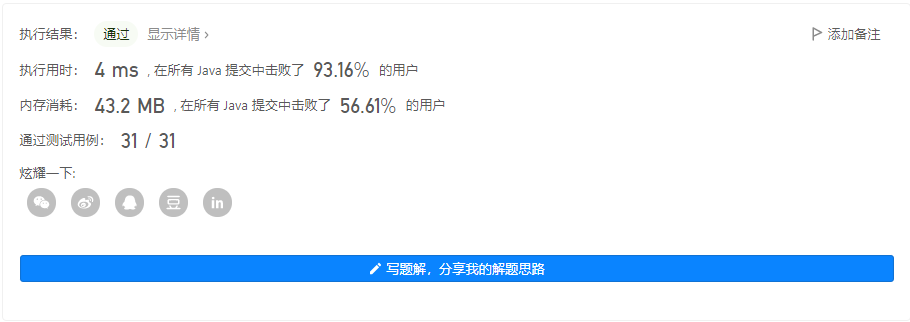 执行结果： 通过 显示详情 › 添加备注
执行用时： 4 ms , 在所有 Java 提交中击败了 93.16% 的用户
内存消耗： 43.2 MB , 在所有 Java 提交中击败了 56.61% 的用户
通过测试用例： 31 / 31
炫耀一下:
豆 in
写题解，分享我的解题思路